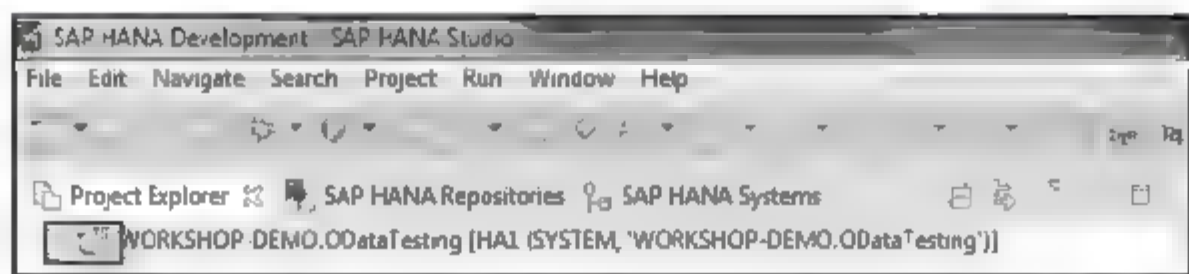 SAP HANA Development - SAP HANA Studio
File Edit Navigate Search Project Run Window Help
Project Explorer SAP HANA Repositories SAP HANA Systems
WORKSHOP-DEMO.ODataTesting [HA1 (SYSTEM, 'WORKSHOP-DEMO.ODataTesting')]